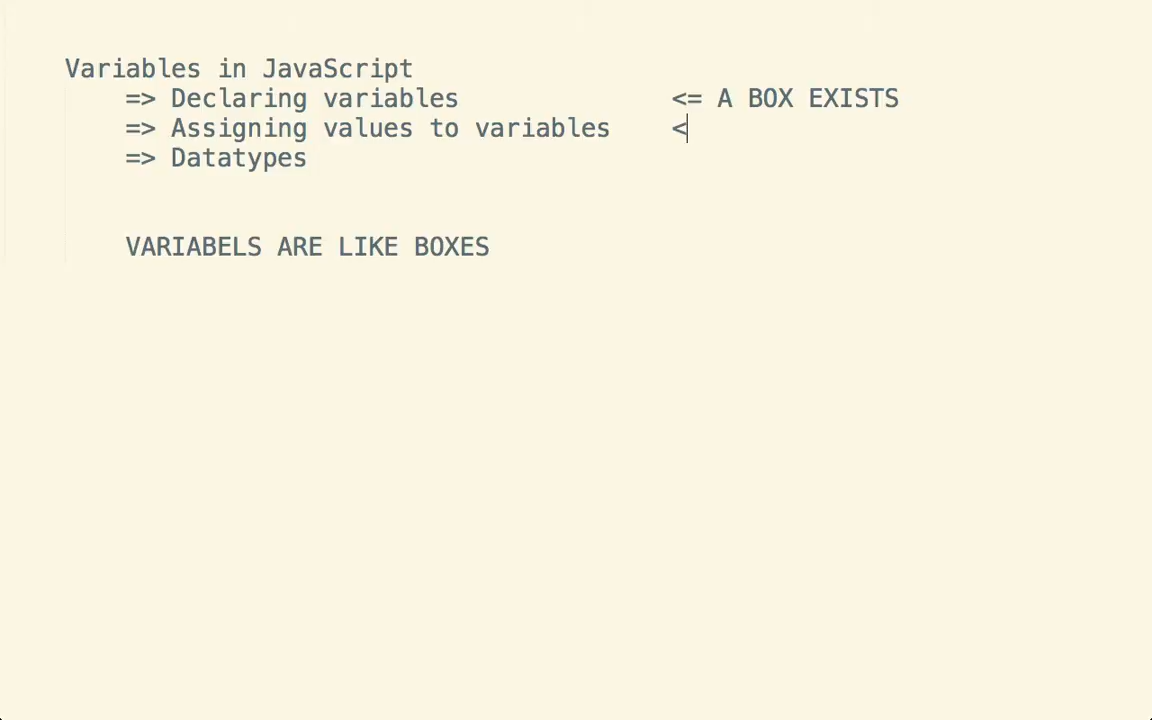 Variables in JavaScript
=> Declaring variables <= A BOX EXISTS
=> Assigning values to variables <
=> Datatypes
VARIABELS ARE LIKE BOXES